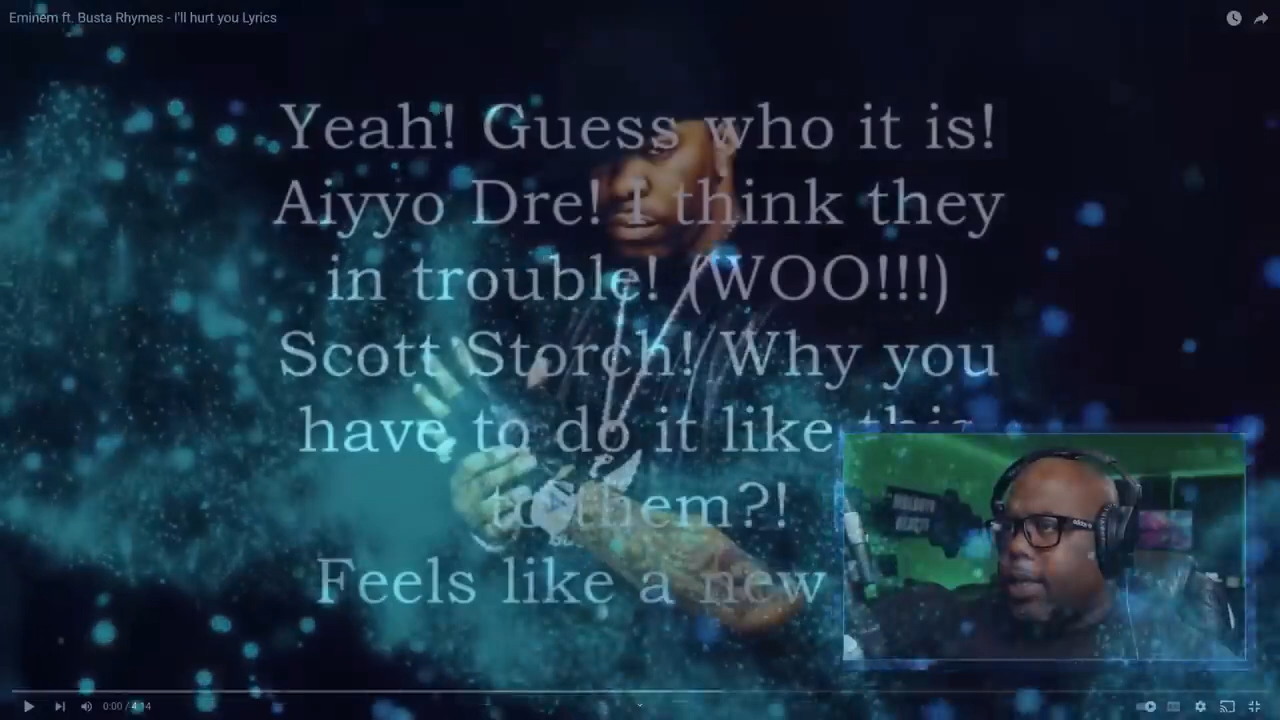 Eminem ft. Busta Rhymes - I'll hurt you Lyrics
Yeah! Guess who it is!
Aiyyo Dre! I think they
in trouble! (WOO!!!)
Scott Storch! Why you
have to do it like this
to them?!
Feels like a new
0:00 / 4:14